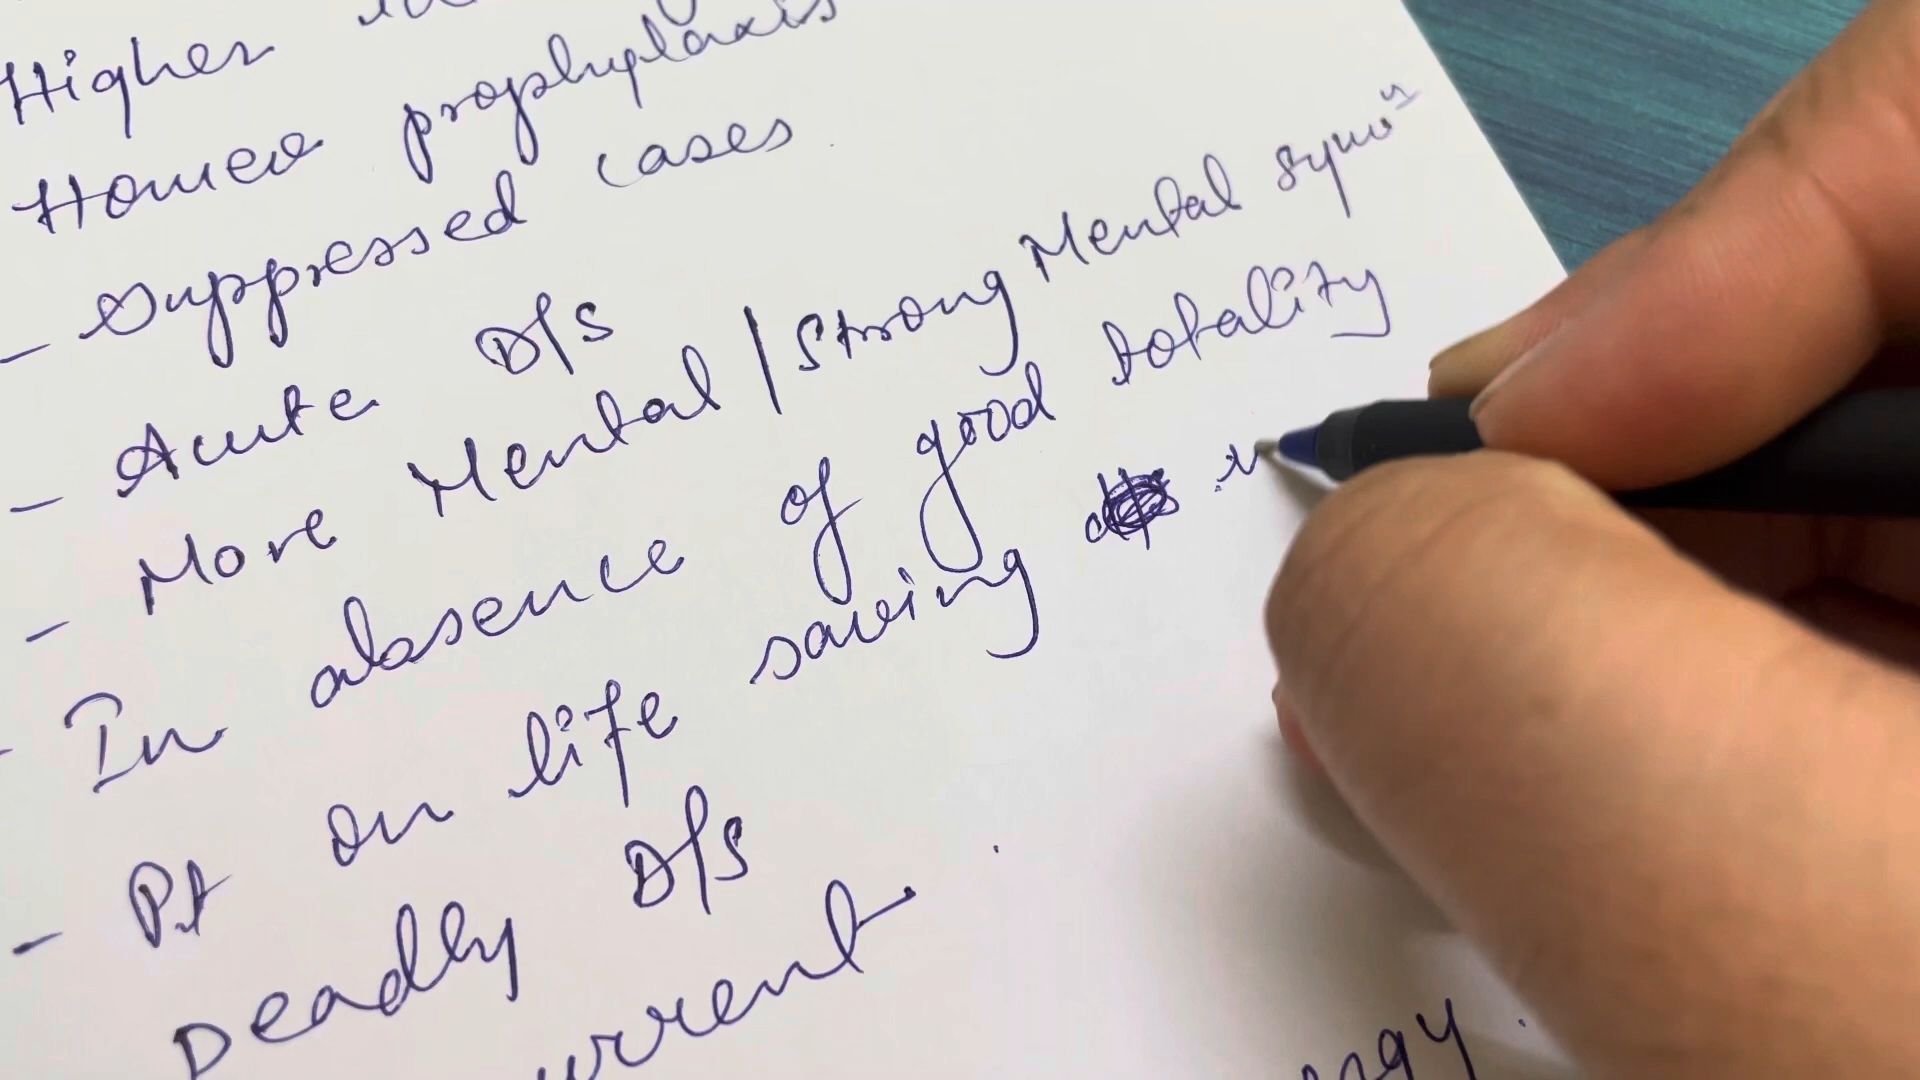 Higher
Homeo prophylaxis
- Suppressed cases
- Acute D/s
- More Mental / Strong Mental
- In absence of good totality
- Pt on life saving
Deadly D/s